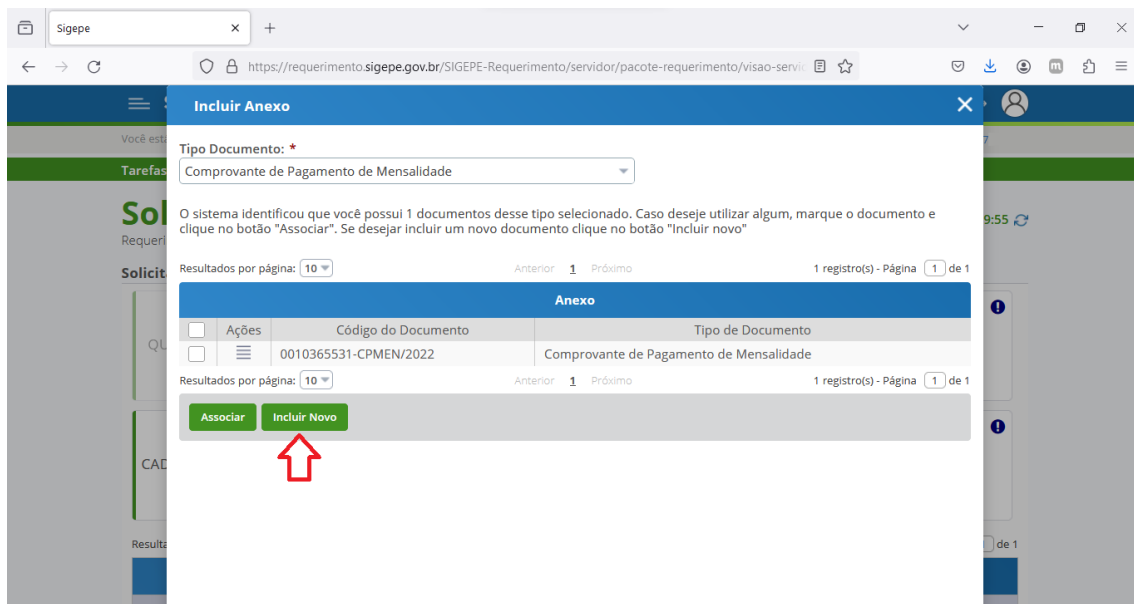 Sigepe
https://requerimento.sigepe.gov.br/SIGEPE-Requerimento/servidor/pacote-requerimento/visao-servi
Incluir Anexo
Você est
Tipo Documento: *
Tarefas
Comprovante de Pagamento de Mensalidade
Sol
O sistema identificou que você possui 1 documentos desse tipo selecionado. Caso deseje utilizar algum, marque o documento e
9:55
clique no botão "Associar". Se desejar incluir um novo documento clique no botão "Incluir novo"
Requeri
Solicit
Resultados por página: 10 Anterior 1 Próximo 1 registro(s) - Página 1 de 1
Anexo
Ações Código do Documento Tipo de Documento
QU
0010365531-CPMEN/2022 Comprovante de Pagamento de Mensalidade
Resultados por página: 10 Anterior 1 Próximo 1 registro(s) - Página 1 de 1
Associar Incluir Novo
CAD
Resulta
de 1